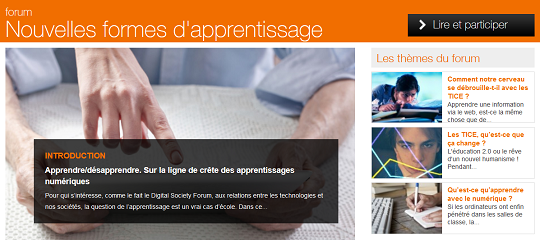 forum
Nouvelles formes d'apprentissage
Lire et participer
INTRODUCTION
Apprendre/désapprendre. Sur la ligne de crête des apprentissages
numériques
Pour qui s'intéresse, comme le fait le Digital Society Forum, aux relations entre les technologies et
nos sociétés, la question de l'apprentissage est un vrai cas d'école. Dans ce...
Les thèmes du forum
Comment notre cerveau
se débrouille-t-il avec les
TICE ?
Apprendre une information
via le web, est-ce la même
chose que de...
Les TICE, qu'est-ce que
ça change ?
L'éducation 2.0 ou le rêve
d'un nouvel humanisme !
Pendant...
Qu'est-ce qu'apprendre
avec le numérique ?
Si les ordinateurs ont enfin
pénétré dans les salles de
classe, la...